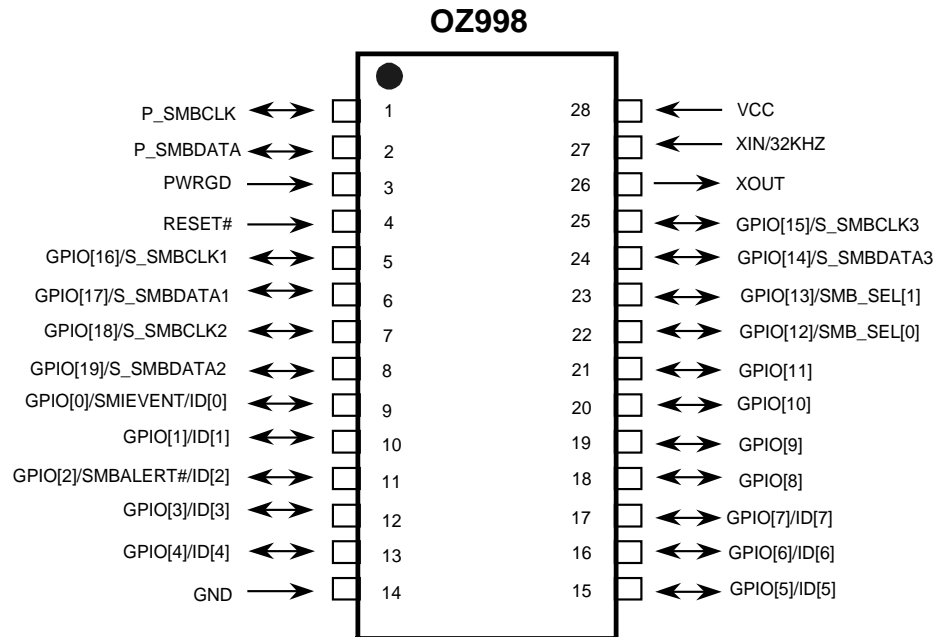 OZ998
P_SMBCLK 1 28 VCC
P_SMBDATA 2 27 XIN/32KHZ
PWRGD 3 26 XOUT
RESET# 4 25 GPIO[15]/S_SMBCLK3
GPIO[16]/S_SMBCLK1 5 24 GPIO[14]/S_SMBDATA3
GPIO[17]/S_SMBDATA1 6 23 GPIO[13]/SMB_SEL[1]
GPIO[18]/S_SMBCLK2 7 22 GPIO[12]/SMB_SEL[0]
GPIO[19]/S_SMBDATA2 8 21 GPIO[11]
GPIO[0]/SMIEVENT/ID[0] 9 20 GPIO[10]
GPIO[1]/ID[1] 10 19 GPIO[9]
GPIO[2]/SMBALERT#/ID[2] 11 18 GPIO[8]
GPIO[3]/ID[3] 12 17 GPIO[7]/ID[7]
GPIO[4]/ID[4] 13 16 GPIO[6]/ID[6]
GND 14 15 GPIO[5]/ID[5]